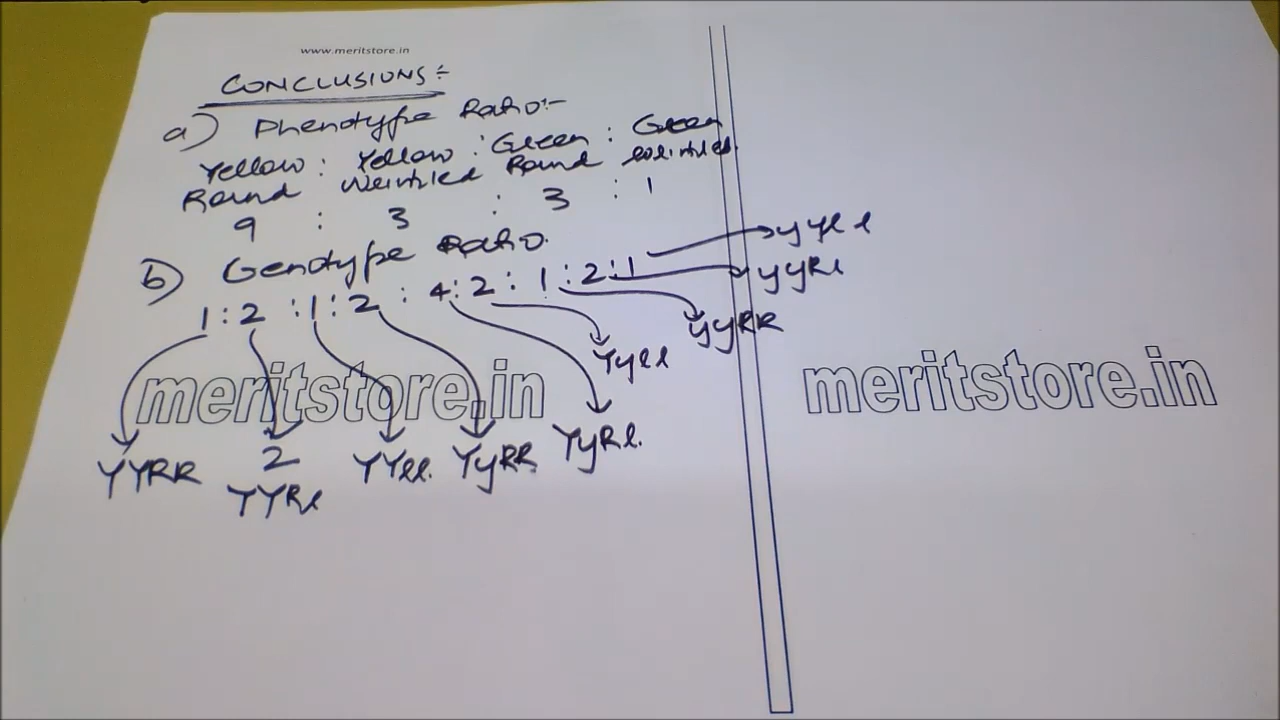 www.meritstore.in
CONCLUSIONS:-
a) Phenotype Ratio:-
Yellow : Yellow : Green : Green
Round Wrinkled Round Wrinkled
9 : 3 : 3 : 1
b) Genotype Ratio.
1 : 2 : 1 : 2 : 4 : 2 : 1 : 2 : 1
yyrr
yyRr
yyRR
Yyrr
YYRR 2 YYrr. YyRR YyRr.
YYRr
meritstore.in meritstore.in